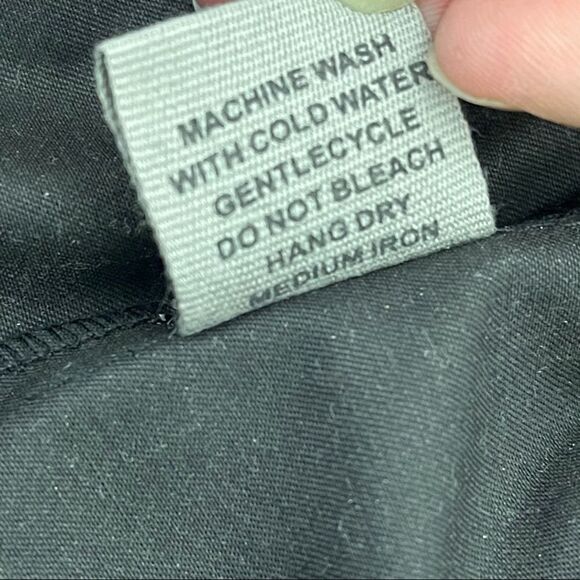 MACHINE WASH
WITH COLD WATER
GENTLECYCLE
DO NOT BLEACH
HANG DRY
MEDIUM IRON